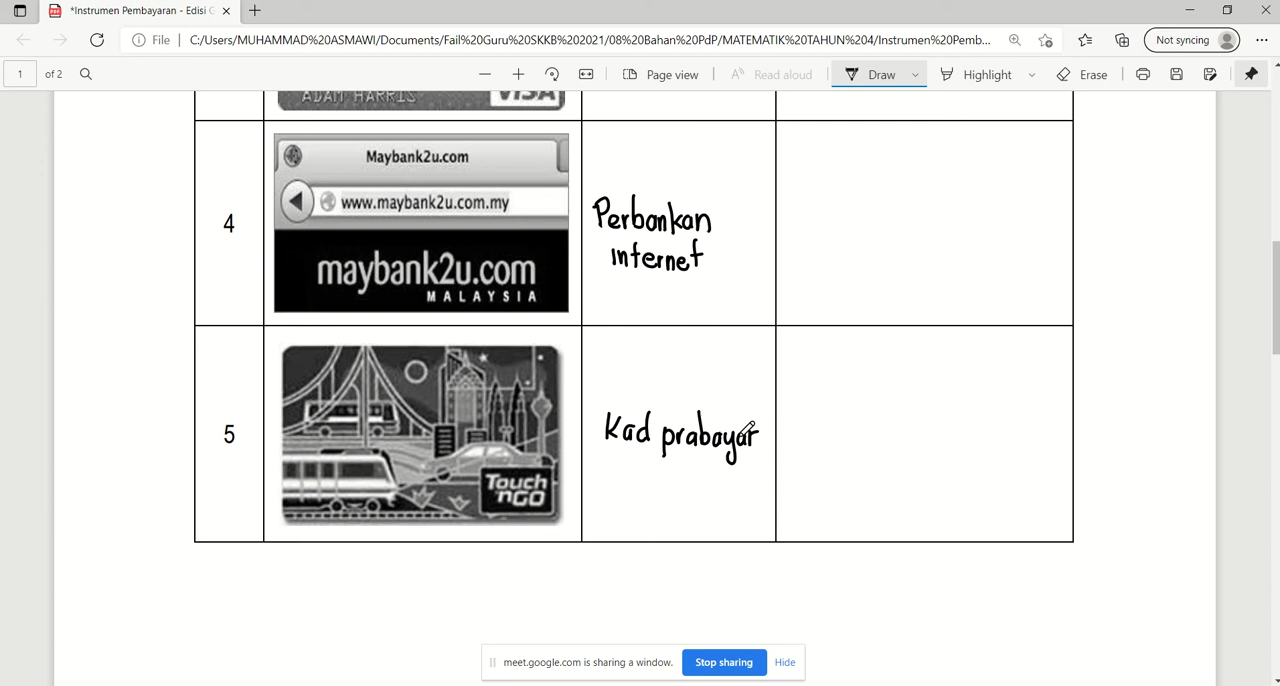 *Instrumen Pembayaran - Edisi G
File
C:/Users/MUHAMMAD%20ASMAWI/Documents/Fail%20Guru%20SKKB%202021/08%20Bahan%20PdP/MATEMATIK%20TAHUN%204/Instrumen%20Pemb...
Not syncing
1 of 2
Page view
Read aloud
Draw
Highlight
Erase
ADAM HARRIS
VISA
4
Maybank2u.com
www.maybank2u.com.my
maybank2u.com
MALAYSIA
Perbankan
internet
5
Touch
'nGO
Kad prabayar
meet.google.com is sharing a window.
Stop sharing
Hide